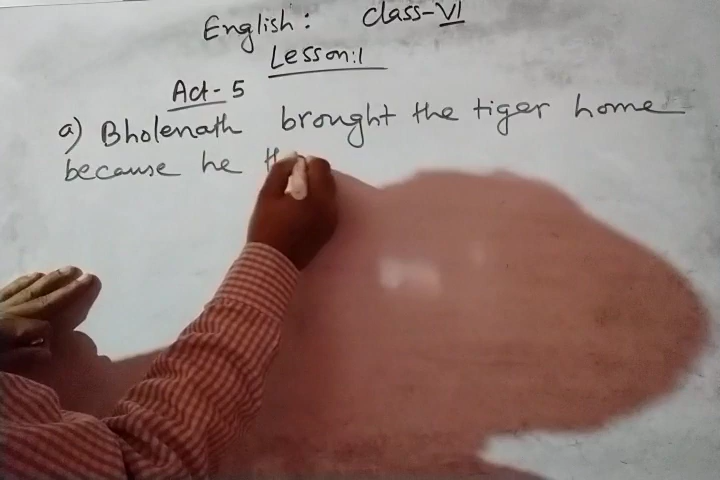 English: Class-VI
Lesson:1
Act-5
a) Bholenath brought the tiger home
because he